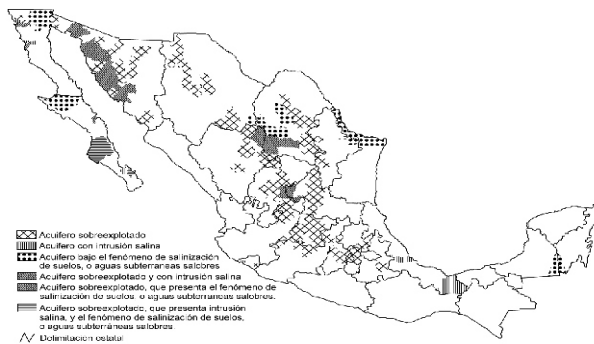 Acuífero sobreexplotado
Acuífero con intrusión salina
Acuífero bajo el fenómeno de salinización
de suelos, o aguas subterraneas salobres
Acuífero sobreexplotado y con intrusión salina
Acuífero sobreexplotado, que presenta el fenómeno de
salinización de suelos, o aguas subterraneas salobres.
Acuífero sobreexplotado, que presenta intrusión
salina, y el fenómeno de salinización de suelos,
o aguas subterráneas salobres.
Delimitación estatal